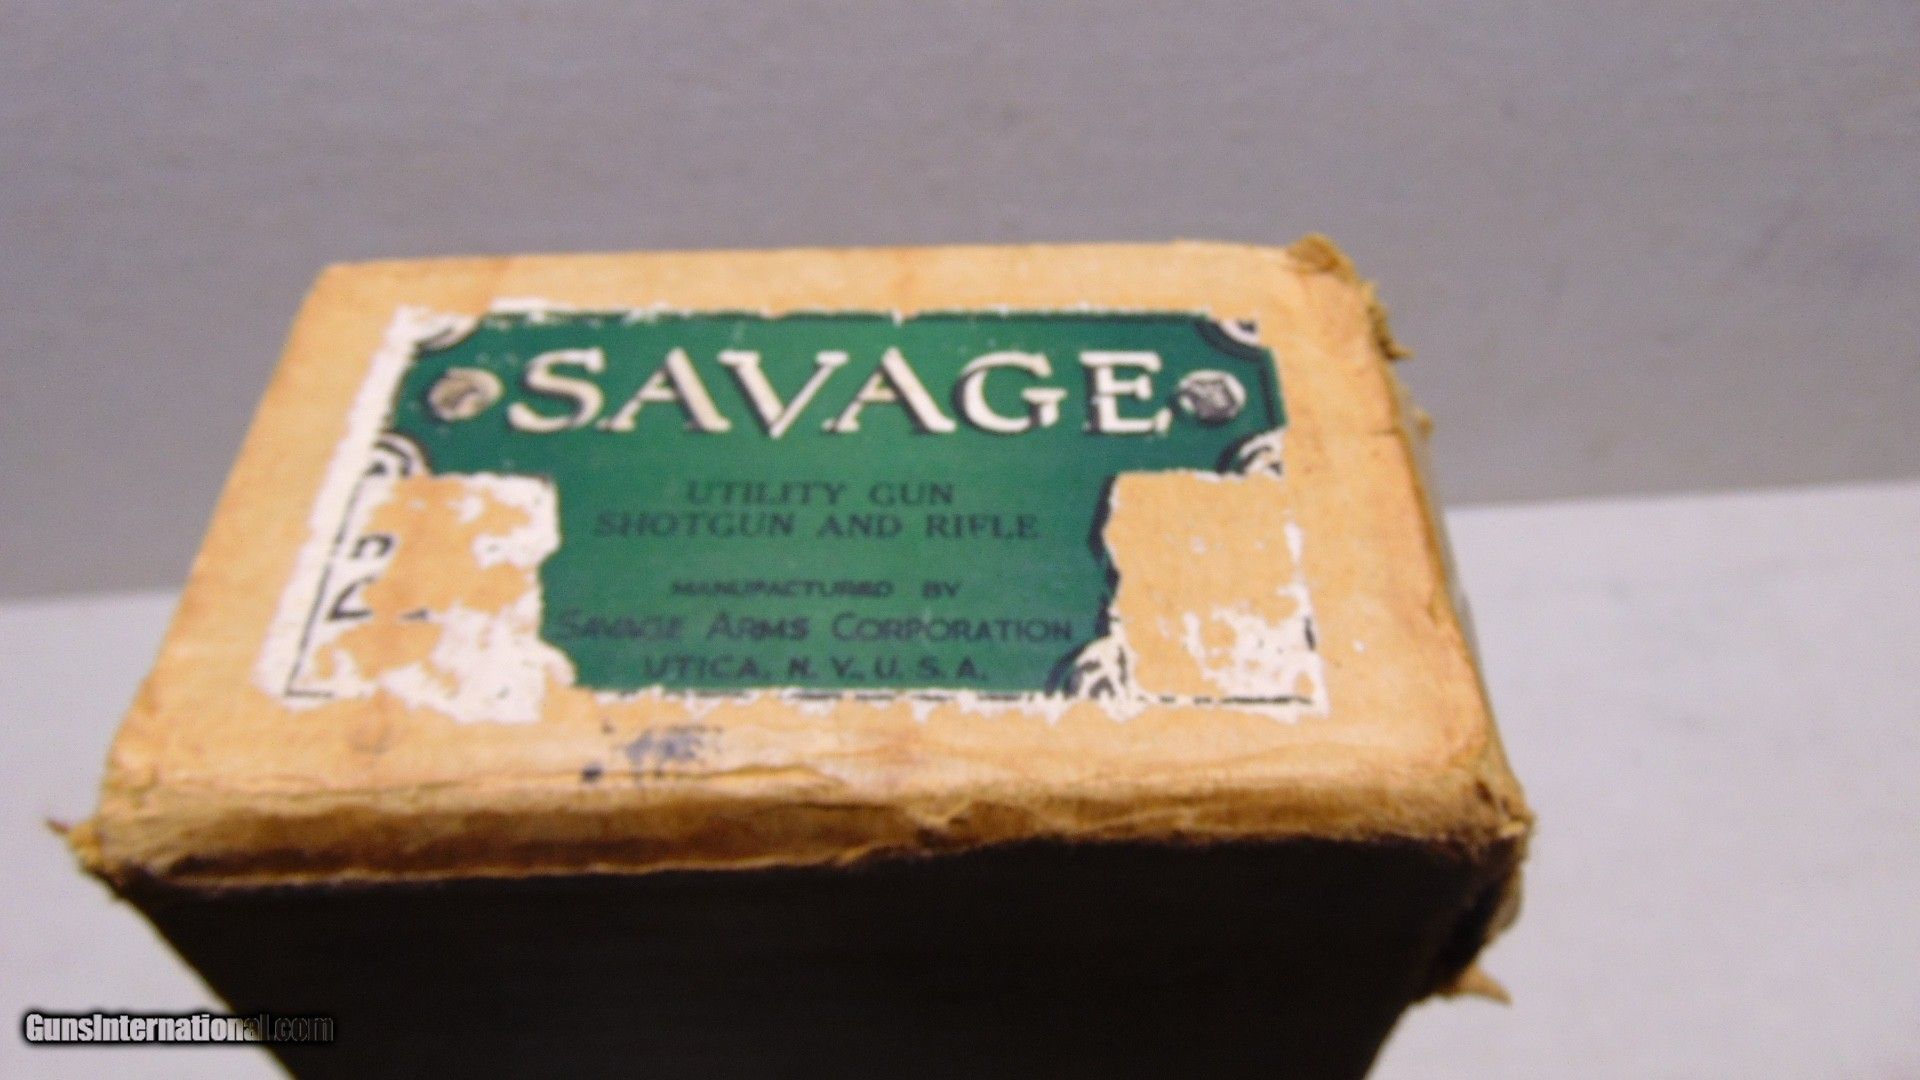 SAVAGE
UTILITY GUN
SHOTGUN AND RIFLE
MANUFACTURED BY
SAVAGE ARMS CORPORATION
UTICA, N. Y., U. S. A.
GunsInternational.com